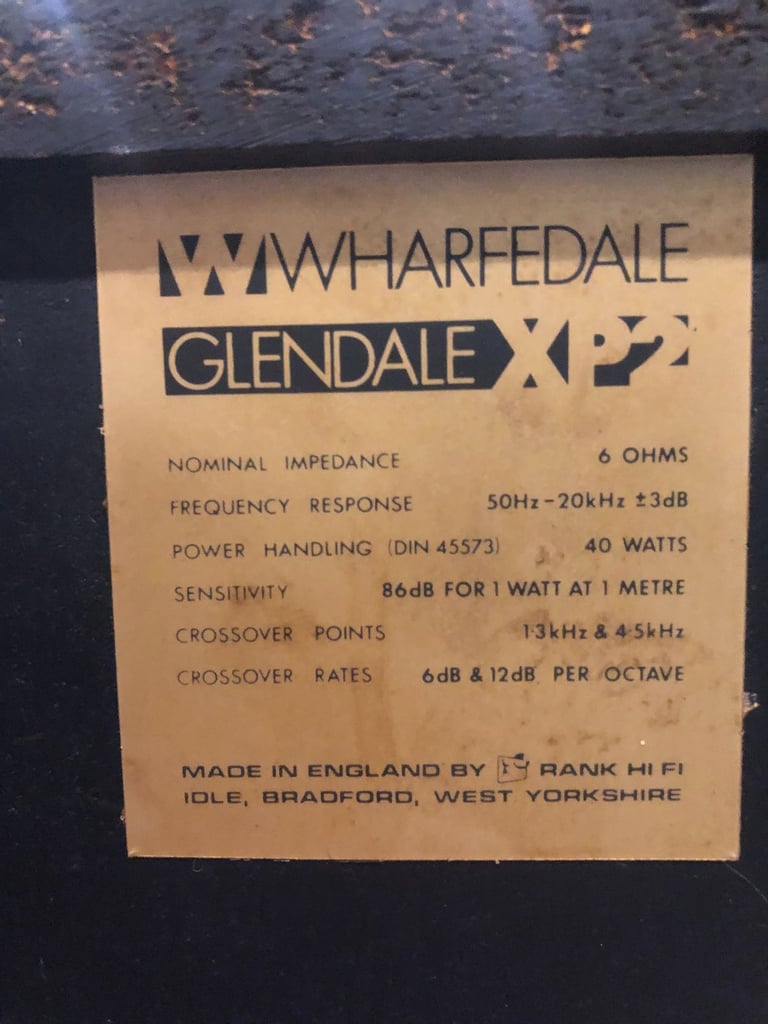 W WHARFEDALE
GLENDALE XP2
NOMINAL IMPEDANCE 6 OHMS
FREQUENCY RESPONSE 50Hz-20kHz ±3dB
POWER HANDLING (DIN 45573) 40 WATTS
SENSITIVITY 86dB FOR 1 WATT AT 1 METRE
CROSSOVER POINTS 1·3kHz & 4·5kHz
CROSSOVER RATES 6dB & 12dB PER OCTAVE
MADE IN ENGLAND BY RANK HI FI
IDLE, BRADFORD, WEST YORKSHIRE